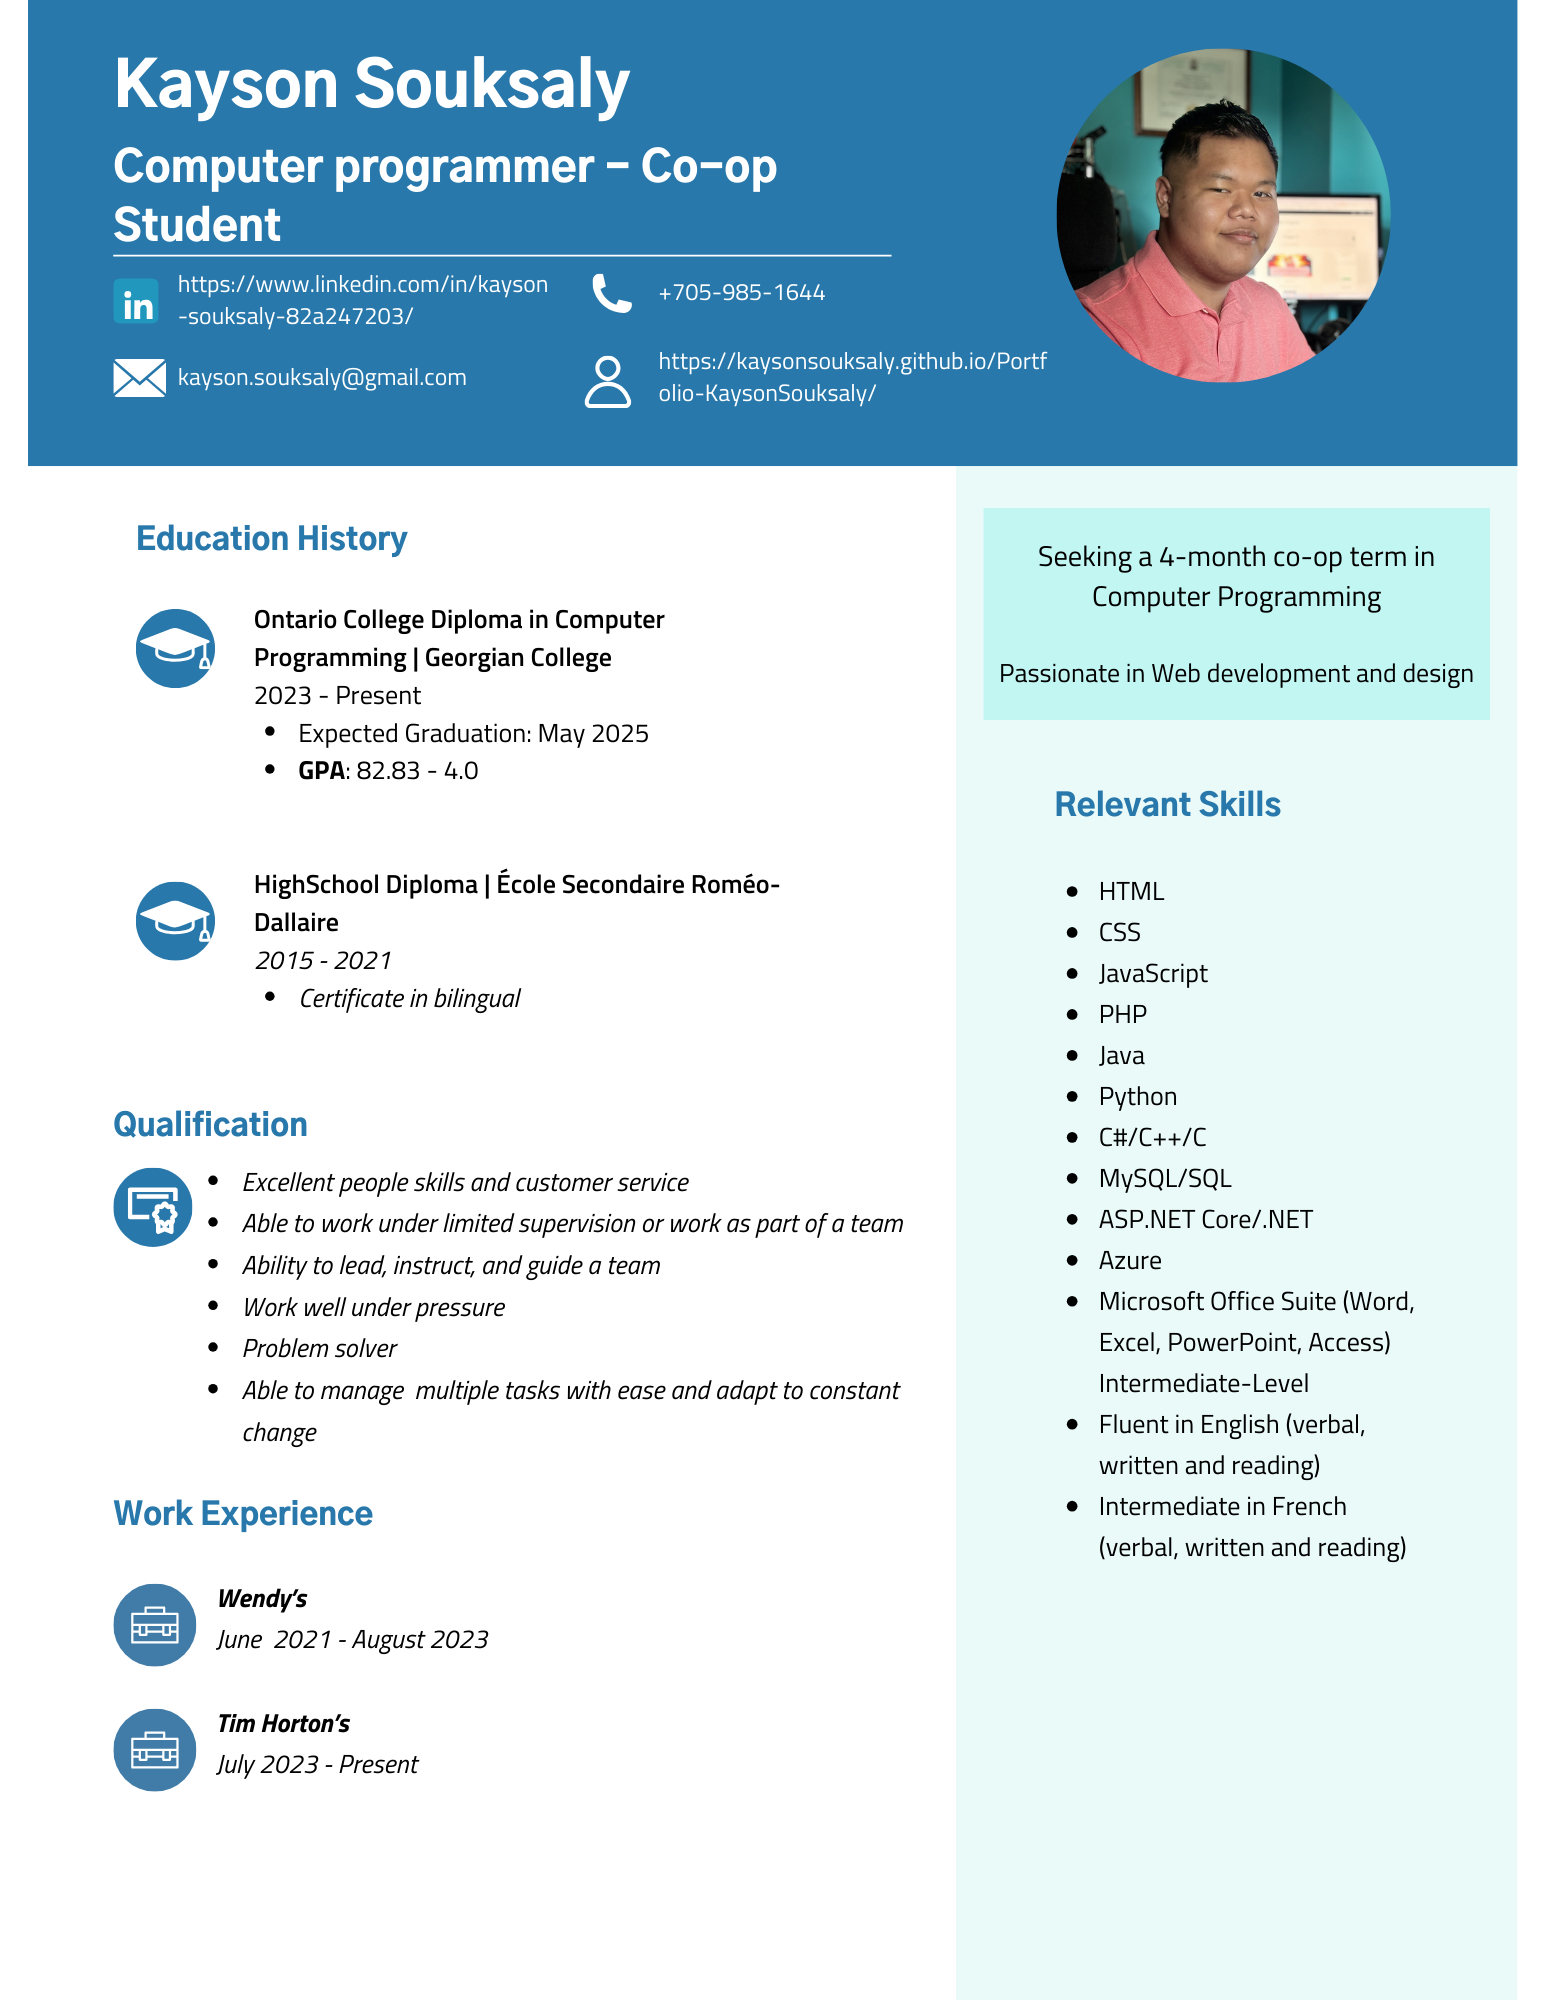 Kayson Souksaly
Computer programmer - Co-op
Student
in
https://www.linkedin.com/in/kayson
-souksaly-82a247203/
+705-985-1644
kayson.souksaly@gmail.com
https://kaysonsouksaly.github.io/Portf
olio-KaysonSouksaly/
Education History
Ontario College Diploma in Computer
Programming | Georgian College
2023 - Present
• Expected Graduation: May 2025
• GPA: 82.83 - 4.0
HighSchool Diploma | École Secondaire Roméo-
Dallaire
2015 - 2021
• Certificate in bilingual
Qualification
• Excellent people skills and customer service
• Able to work under limited supervision or work as part of a team
• Ability to lead, instruct, and guide a team
• Work well under pressure
• Problem solver
• Able to manage  multiple tasks with ease and adapt to constant
change
Work Experience
Wendy's
June  2021 - August 2023
Tim Horton's
July 2023 - Present
Seeking a 4-month co-op term in
Computer Programming
Passionate in Web development and design
Relevant Skills
• HTML
• CSS
• JavaScript
• PHP
• Java
• Python
• C#/C++/C
• MySQL/SQL
• ASP.NET Core/.NET
• Azure
• Microsoft Office Suite (Word,
Excel, PowerPoint, Access)
Intermediate-Level
• Fluent in English (verbal,
written and reading)
• Intermediate in French
(verbal, written and reading)